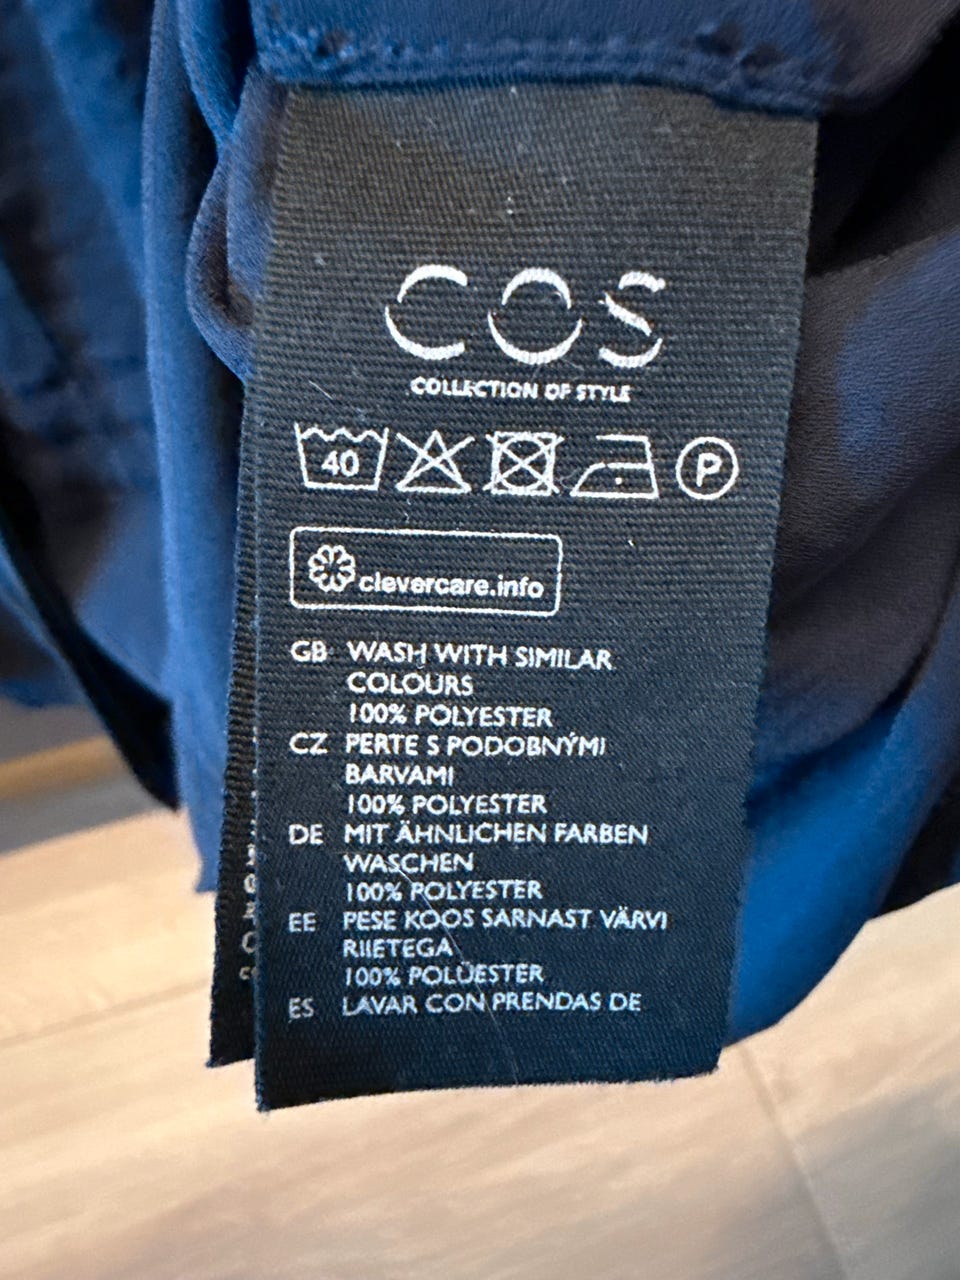 COS
COLLECTION OF STYLE
40 P
clevercare.info
GB WASH WITH SIMILAR
COLOURS
100% POLYESTER
CZ PERTE S PODOBNÝMI
BARVAMI
100% POLYESTER
DE MIT ÄHNLICHEN FARBEN
WASCHEN
100% POLYESTER
EE PESE KOOS SARNAST VÄRVI
RIIETEGA
100% POLÜESTER
ES LAVAR CON PRENDAS DE